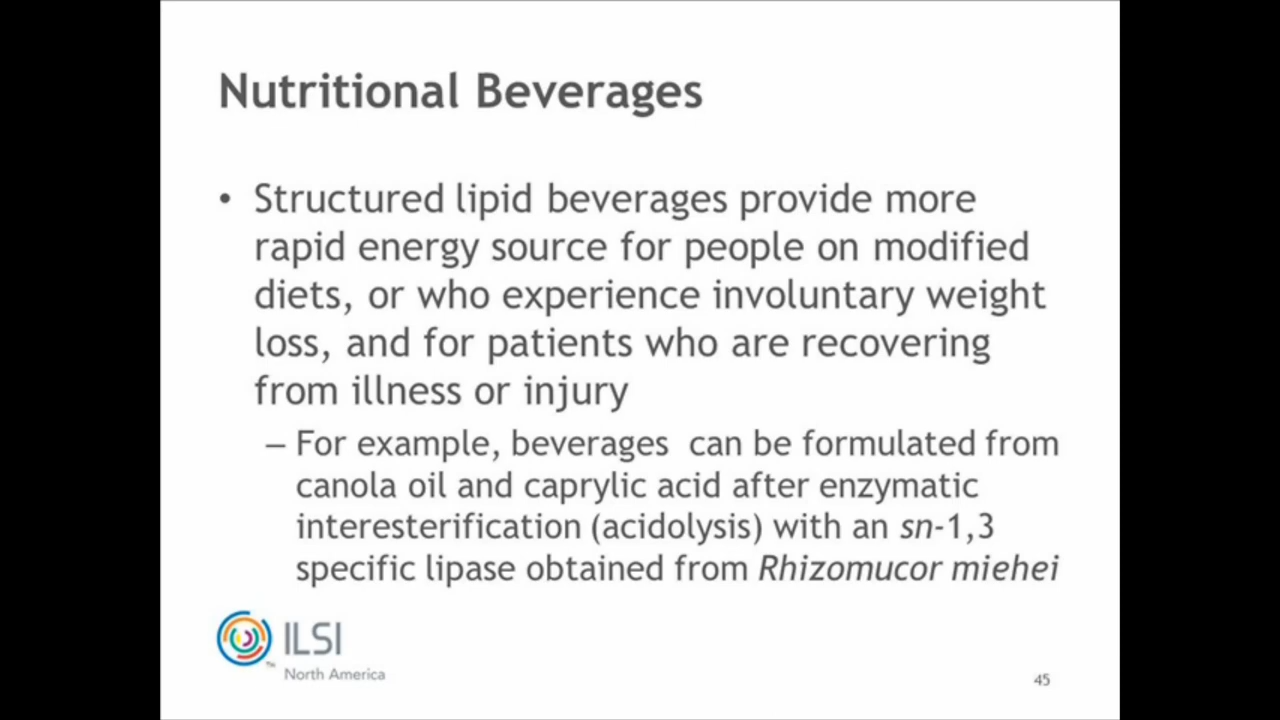 Nutritional Beverages
• Structured lipid beverages provide more
rapid energy source for people on modified
diets, or who experience involuntary weight
loss, and for patients who are recovering
from illness or injury
– For example, beverages can be formulated from
canola oil and caprylic acid after enzymatic
interesterification (acidolysis) with an sn-1,3
specific lipase obtained from Rhizomucor miehei
ILSI
TM
North America
45